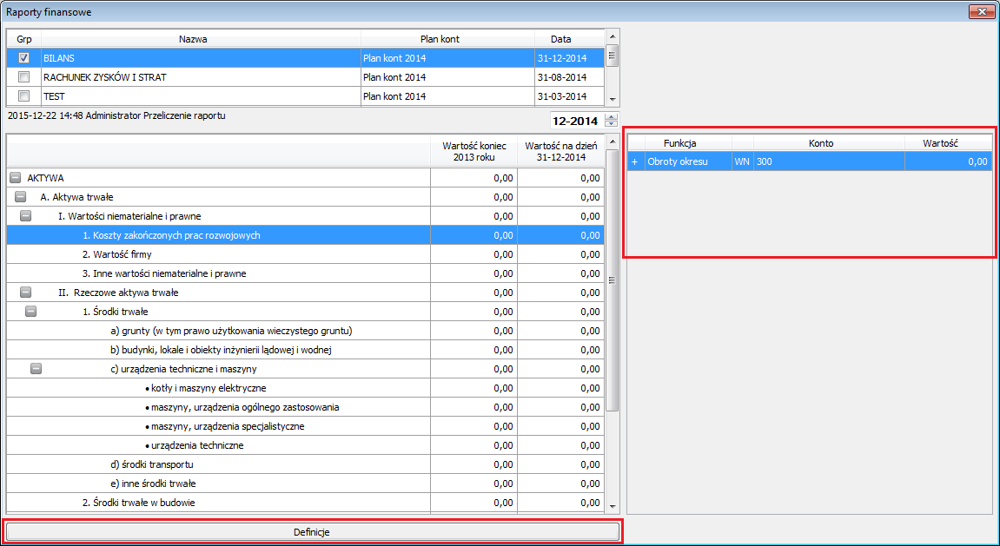 Raporty finansowe
Grp Nazwa Plan kont Data
BILANS Plan kont 2014 31-12-2014
RACHUNEK ZYSKÓW I STRAT Plan kont 2014 31-08-2014
TEST Plan kont 2014 31-03-2014
2015-12-22 14:48 Administrator Przeliczenie raportu
12-2014
Wartość koniec 2013 roku Wartość na dzień 31-12-2014
AKTYWA 0,00 0,00
A. Aktywa trwałe 0,00 0,00
I. Wartości niematerialne i prawne 0,00 0,00
1. Koszty zakończonych prac rozwojowych 0,00 0,00
2. Wartość firmy 0,00 0,00
3. Inne wartości niematerialne i prawne 0,00 0,00
II. Rzeczowe aktywa trwałe 0,00 0,00
1. Środki trwałe 0,00 0,00
a) grunty (w tym prawo użytkowania wieczystego gruntu) 0,00 0,00
b) budynki, lokale i obiekty inżynierii lądowej i wodnej 0,00 0,00
c) urządzenia techniczne i maszyny 0,00 0,00
• kotły i maszyny elektryczne 0,00 0,00
• maszyny, urządzenia ogólnego zastosowania 0,00 0,00
• maszyny, urządzenia specjalistyczne 0,00 0,00
• urządzenia techniczne 0,00 0,00
d) środki transportu 0,00 0,00
e) inne środki trwałe 0,00 0,00
2. Środki trwałe w budowie 0,00 0,00
Definicje
Funkcja Konto Wartość
+ Obroty okresu WN 300 0,00